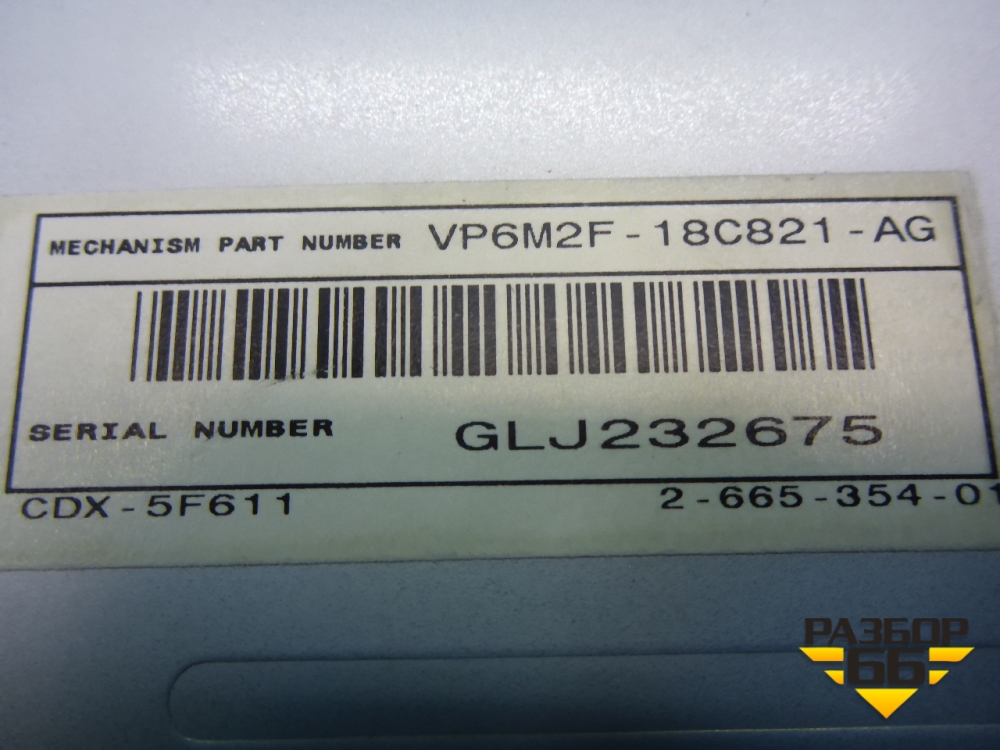 MECHANISM PART NUMBER VP6M2F-18C821-AG
SERIAL NUMBER GLJ232675
CDX-5F611 2-665-354-01
РАЗБОР
66